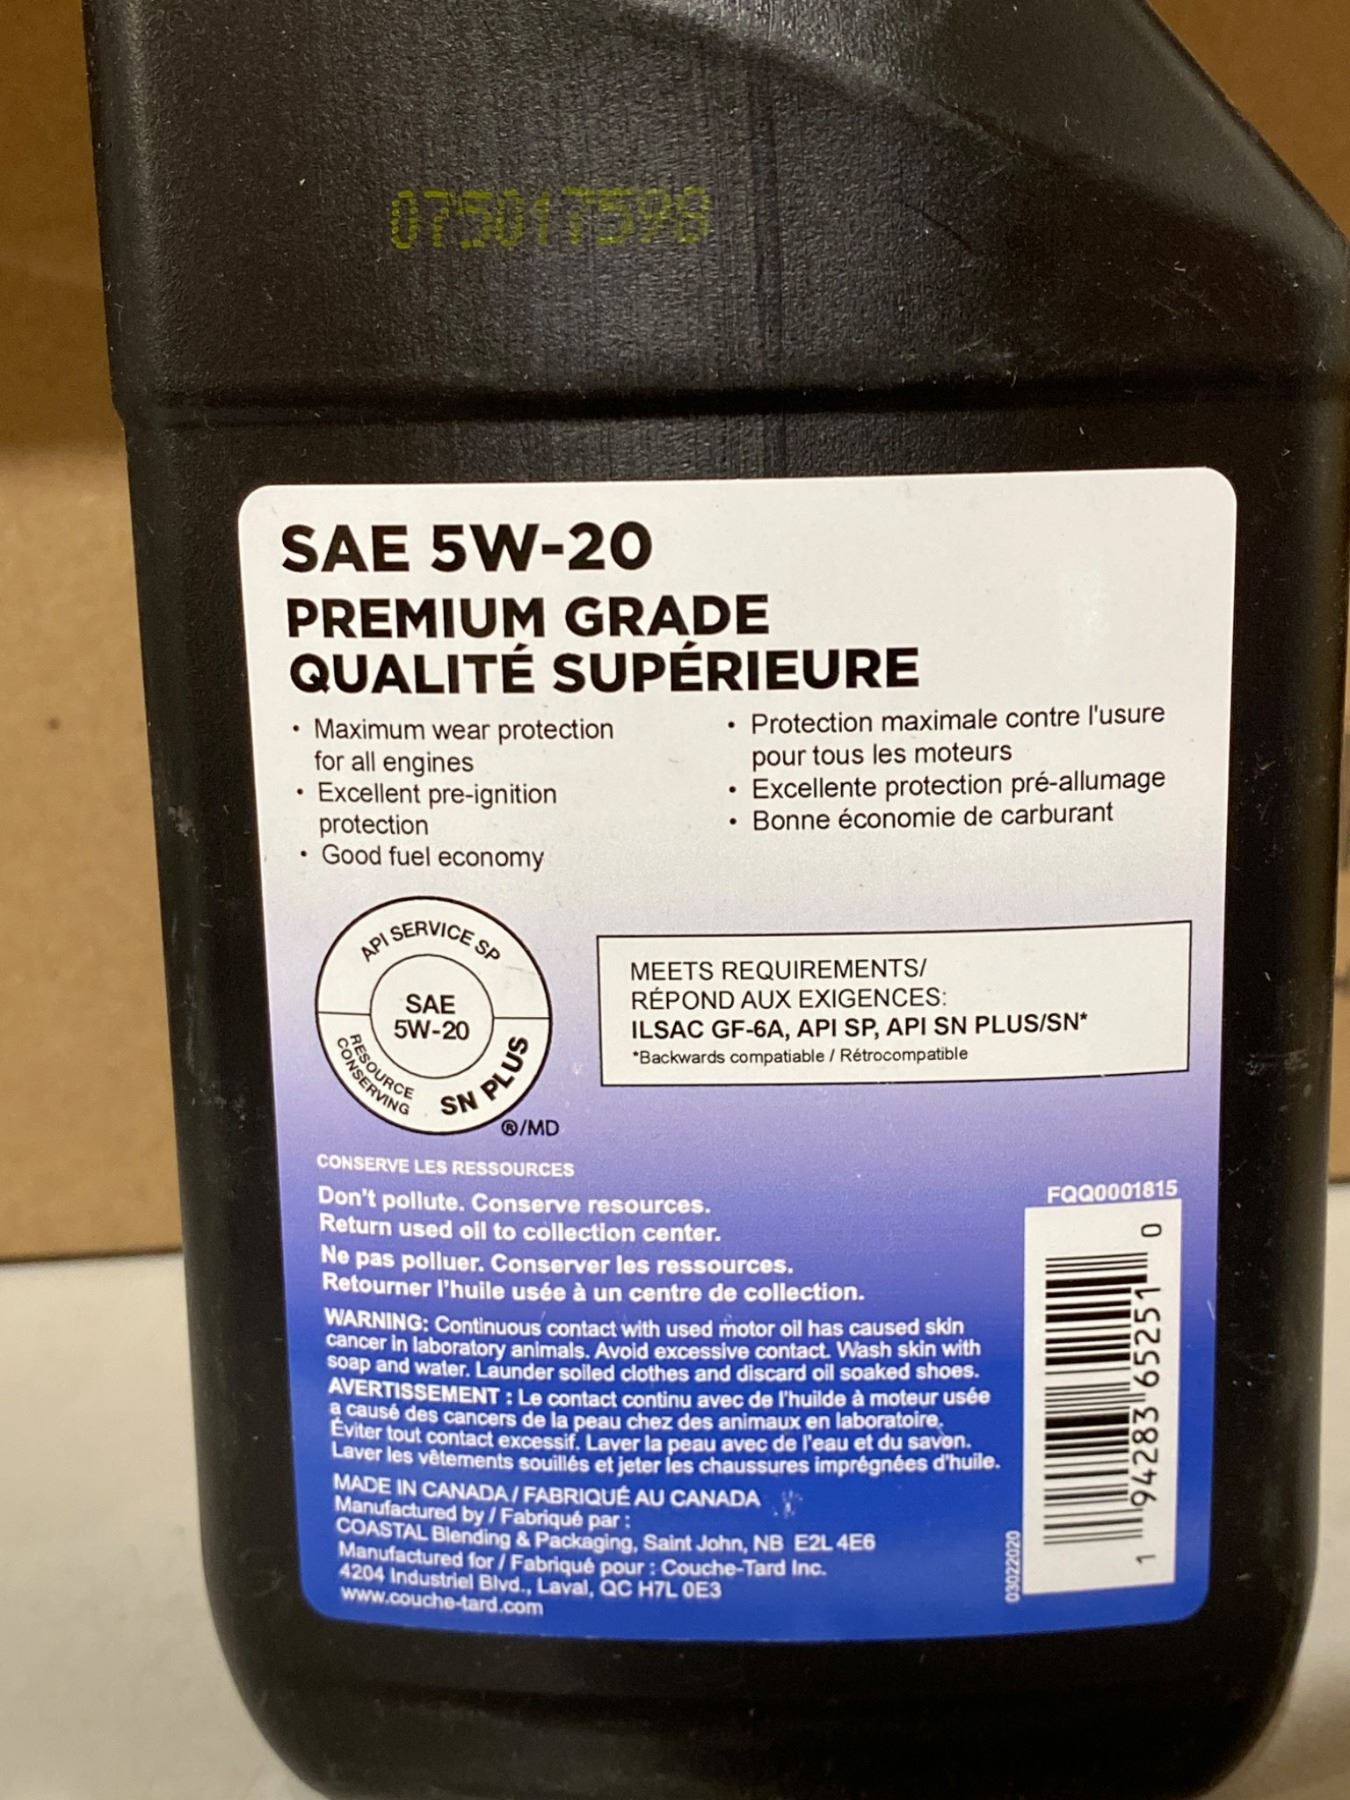 075017598
SAE 5W-20
PREMIUM GRADE
QUALITÉ SUPÉRIEURE
• Maximum wear protection
for all engines
• Excellent pre-ignition
protection
• Good fuel economy
• Protection maximale contre l'usure
pour tous les moteurs
• Excellente protection pré-allumage
• Bonne économie de carburant
API SERVICE SP
SAE
5W-20
RESOURCE
CONSERVING
SN PLUS
®/MD
MEETS REQUIREMENTS/
RÉPOND AUX EXIGENCES:
ILSAC GF-6A, API SP, API SN PLUS/SN*
*Backwards compatiable / Rétrocompatible
CONSERVE LES RESSOURCES
Don't pollute. Conserve resources.
Return used oil to collection center.
Ne pas polluer. Conserver les ressources.
Retourner l'huile usée à un centre de collection.
WARNING: Continuous contact with used motor oil has caused skin
cancer in laboratory animals. Avoid excessive contact. Wash skin with
soap and water. Launder soiled clothes and discard oil soaked shoes.
AVERTISSEMENT : Le contact continu avec de l'huilde à moteur usée
a causé des cancers de la peau chez des animaux en laboratoire.
Éviter tout contact excessif. Laver la peau avec de l'eau et du savon.
Laver les vêtements souillés et jeter les chaussures imprégnées d'huile.
MADE IN CANADA / FABRIQUÉ AU CANADA
Manufactured by / Fabriqué par :
COASTAL Blending & Packaging, Saint John, NB E2L 4E6
Manufactured for / Fabriqué pour : Couche-Tard Inc.
4204 Industriel Blvd., Laval, QC H7L 0E3
www.couche-tard.com
FQQ0001815
1 94283 65251 0
03022020